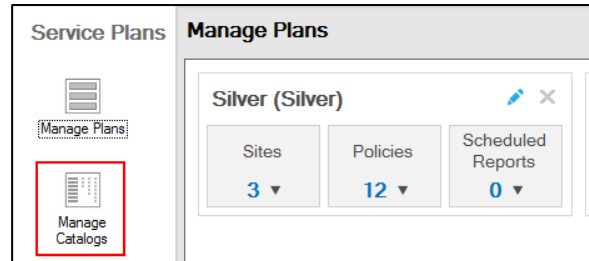 Service Plans
Manage Plans
Manage Plans
Manage
Catalogs
Silver (Silver)
Sites
3
Policies
12
Scheduled
Reports
0